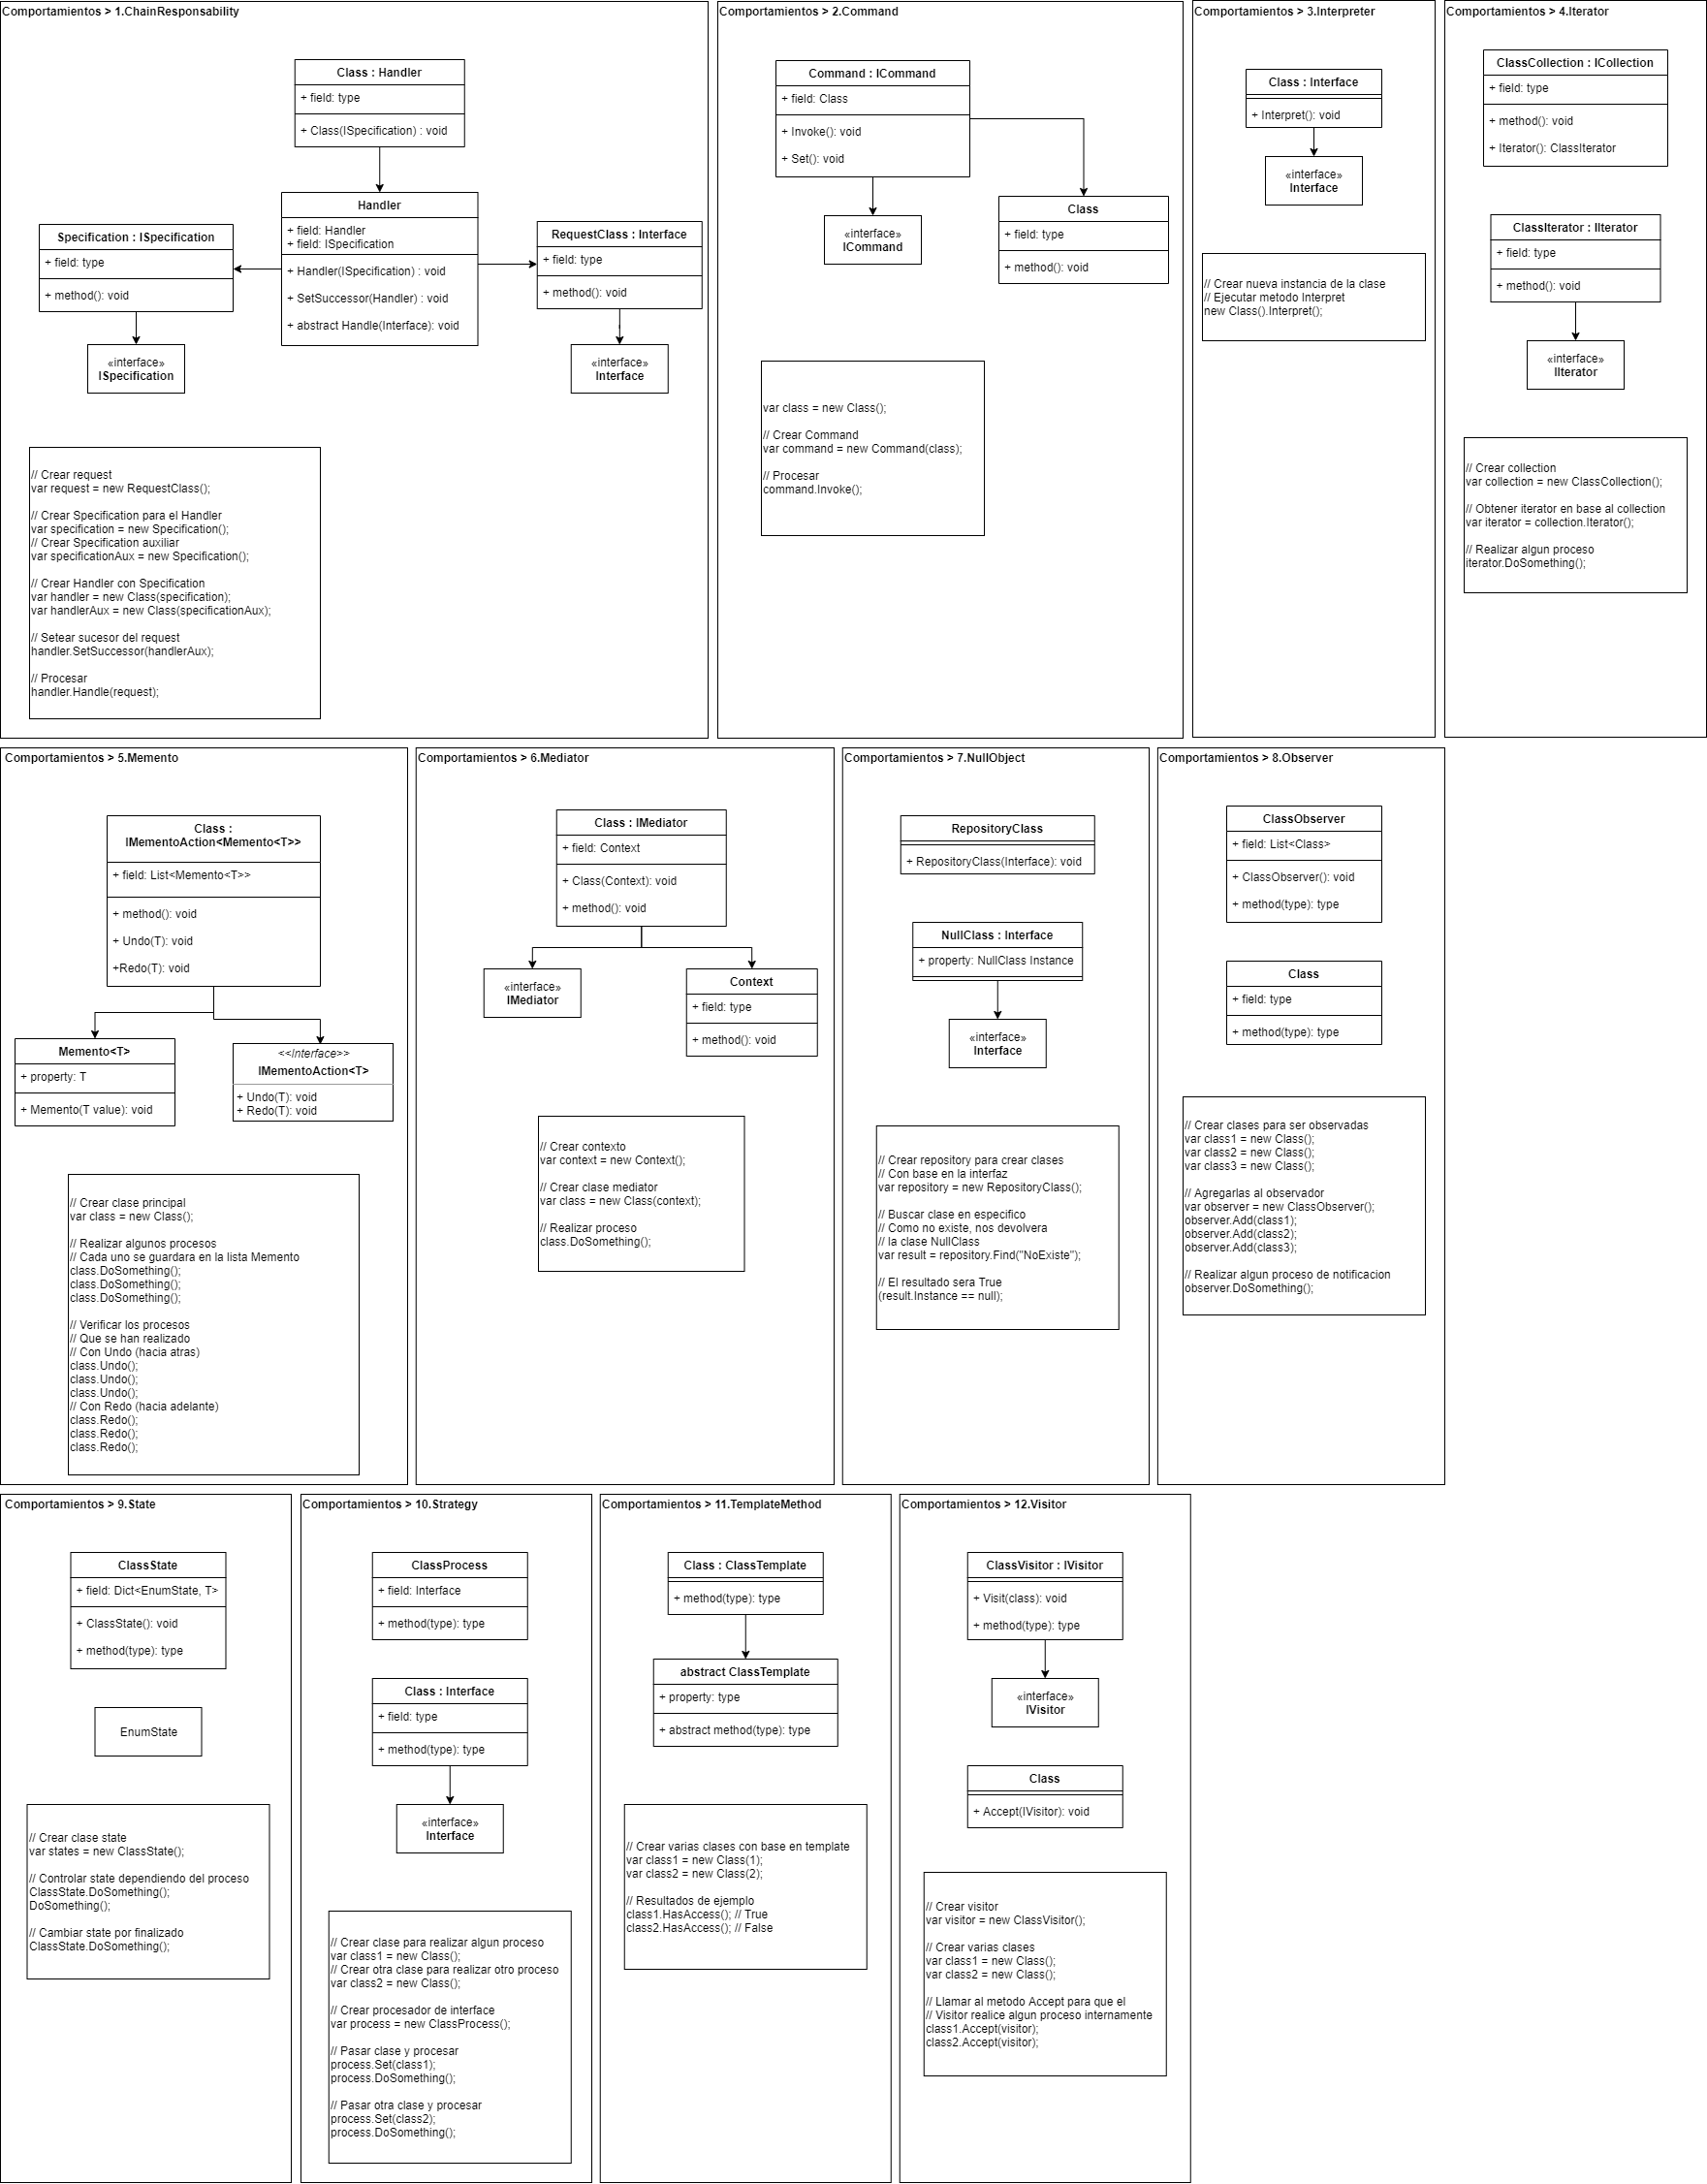 Comportamientos > 1.ChainResponsability
Class : Handler
+ field: type
+ Class(ISpecification) : void
Handler
+ field: Handler
+ field: ISpecification
+ Handler(ISpecification) : void
+ SetSuccessor(Handler) : void
+ abstract Handle(Interface): void
Specification : ISpecification
+ field: type
+ method(): void
«interface»
ISpecification
RequestClass : Interface
+ field: type
+ method(): void
«interface»
Interface
// Crear request
var request = new RequestClass();
// Crear Specification para el Handler
var specification = new Specification();
// Crear Specification auxiliar
var specificationAux = new Specification();
// Crear Handler con Specification
var handler = new Class(specification);
var handlerAux = new Class(specificationAux);
// Setear sucesor del request
handler.SetSuccessor(handlerAux);
// Procesar
handler.Handle(request);
Comportamientos > 2.Command
Command : ICommand
+ field: Class
+ Invoke(): void
+ Set(): void
«interface»
ICommand
Class
+ field: type
+ method(): void
var class = new Class();
// Crear Command
var command = new Command(class);
// Procesar
command.Invoke();
Comportamientos > 3.Interpreter
Class : Interface
+ Interpret(): void
«interface»
Interface
// Crear nueva instancia de la clase
// Ejecutar metodo Interpret
new Class().Interpret();
Comportamientos > 4.Iterator
ClassCollection : ICollection
+ field: type
+ method(): void
+ Iterator(): ClassIterator
ClassIterator : IIterator
+ field: type
+ method(): void
«interface»
IIterator
// Crear collection
var collection = new ClassCollection();
// Obtener iterator en base al collection
var iterator = collection.Iterator();
// Realizar algun proceso
iterator.DoSomething();
Comportamientos > 5.Memento
Class :
IMementoAction<Memento<T>>
+ field: List<Memento<T>>
+ method(): void
+ Undo(T): void
+Redo(T): void
Memento<T>
+ property: T
+ Memento(T value): void
<<Interface>>
IMementoAction<T>
+ Undo(T): void
+ Redo(T): void
// Crear clase principal
var class = new Class();
// Realizar algunos procesos
// Cada uno se guardara en la lista Memento
class.DoSomething();
class.DoSomething();
class.DoSomething();
// Verificar los procesos
// Que se han realizado
// Con Undo (hacia atras)
class.Undo();
class.Undo();
class.Undo();
// Con Redo (hacia adelante)
class.Redo();
class.Redo();
class.Redo();
Comportamientos > 6.Mediator
Class : IMediator
+ field: Context
+ Class(Context): void
+ method(): void
«interface»
IMediator
Context
+ field: type
+ method(): void
// Crear contexto
var context = new Context();
// Crear clase mediator
var class = new Class(context);
// Realizar proceso
class.DoSomething();
Comportamientos > 7.NullObject
RepositoryClass
+ RepositoryClass(Interface): void
NullClass : Interface
+ property: NullClass Instance
«interface»
Interface
// Crear repository para crear clases
// Con base en la interfaz
var repository = new RepositoryClass();
// Buscar clase en especifico
// Como no existe, nos devolvera
// la clase NullClass
var result = repository.Find("NoExiste");
// El resultado sera True
(result.Instance == null);
Comportamientos > 8.Observer
ClassObserver
+ field: List<Class>
+ ClassObserver(): void
+ method(type): type
Class
+ field: type
+ method(type): type
// Crear clases para ser observadas
var class1 = new Class();
var class2 = new Class();
var class3 = new Class();
// Agregarlas al observador
var observer = new ClassObserver();
observer.Add(class1);
observer.Add(class2);
observer.Add(class3);
// Realizar algun proceso de notificacion
observer.DoSomething();
Comportamientos > 9.State
ClassState
+ field: Dict<EnumState, T>
+ ClassState(): void
+ method(type): type
EnumState
// Crear clase state
var states = new ClassState();
// Controlar state dependiendo del proceso
ClassState.DoSomething();
DoSomething();
// Cambiar state por finalizado
ClassState.DoSomething();
Comportamientos > 10.Strategy
ClassProcess
+ field: Interface
+ method(type): type
Class : Interface
+ field: type
+ method(type): type
«interface»
Interface
// Crear clase para realizar algun proceso
var class1 = new Class();
// Crear otra clase para realizar otro proceso
var class2 = new Class();
// Crear procesador de interface
var process = new ClassProcess();
// Pasar clase y procesar
process.Set(class1);
process.DoSomething();
// Pasar otra clase y procesar
process.Set(class2);
process.DoSomething();
Comportamientos > 11.TemplateMethod
Class : ClassTemplate
+ method(type): type
abstract ClassTemplate
+ property: type
+ abstract method(type): type
// Crear varias clases con base en template
var class1 = new Class(1);
var class2 = new Class(2);
// Resultados de ejemplo
class1.HasAccess(); // True
class2.HasAccess(); // False
Comportamientos > 12.Visitor
ClassVisitor : IVisitor
+ Visit(class): void
+ method(type): type
«interface»
IVisitor
Class
+ Accept(IVisitor): void
// Crear visitor
var visitor = new ClassVisitor();
// Crear varias clases
var class1 = new Class();
var class2 = new Class();
// Llamar al metodo Accept para que el
// Visitor realice algun proceso internamente
class1.Accept(visitor);
class2.Accept(visitor);